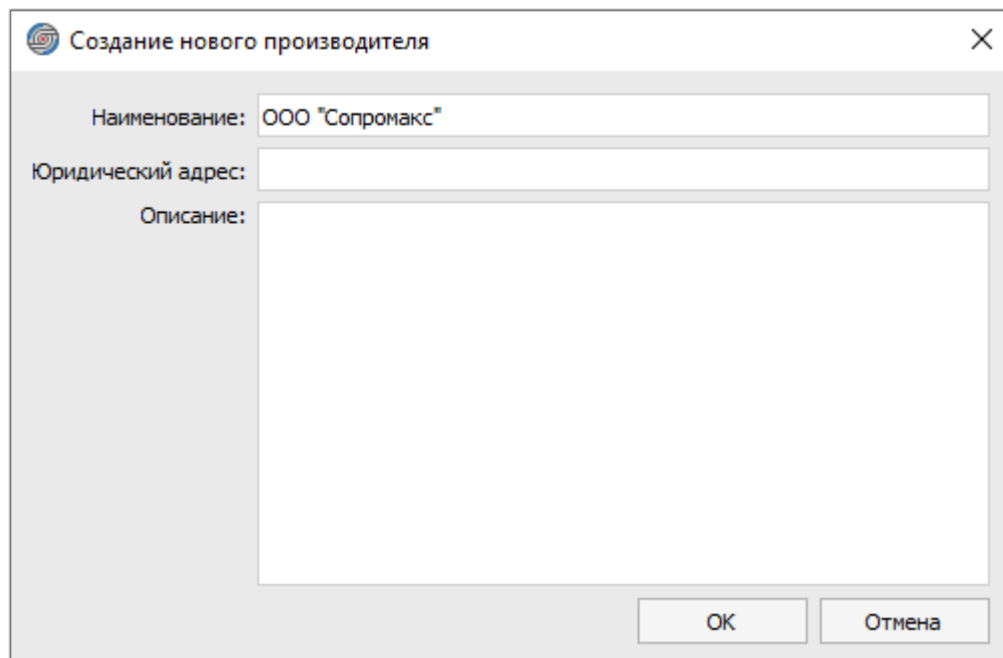 Создание нового производителя
Наименование: ООО "Сопромакс"
Юридический адрес:
Описание:
ОК Отмена